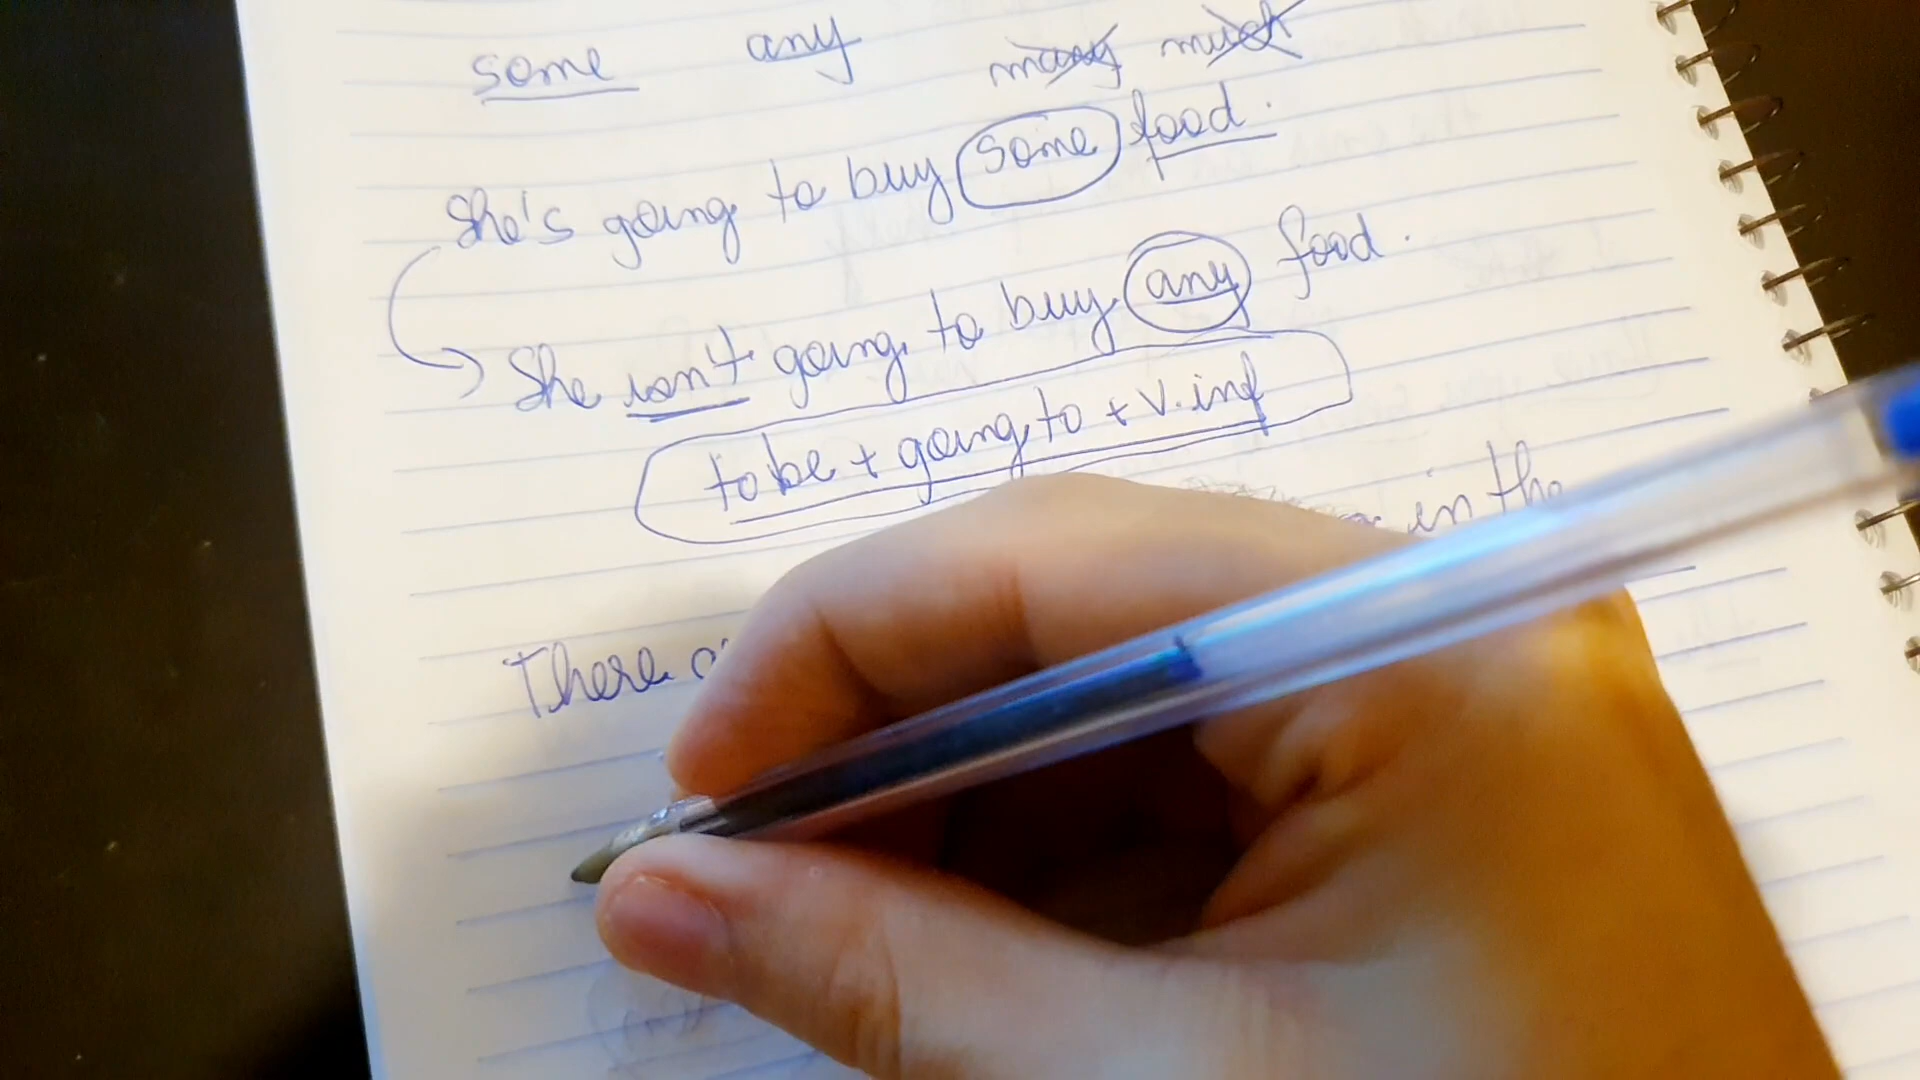 some any many much
She's going to buy some food.
She isn't going to buy any food.
to be + going to + v. inf
There in the